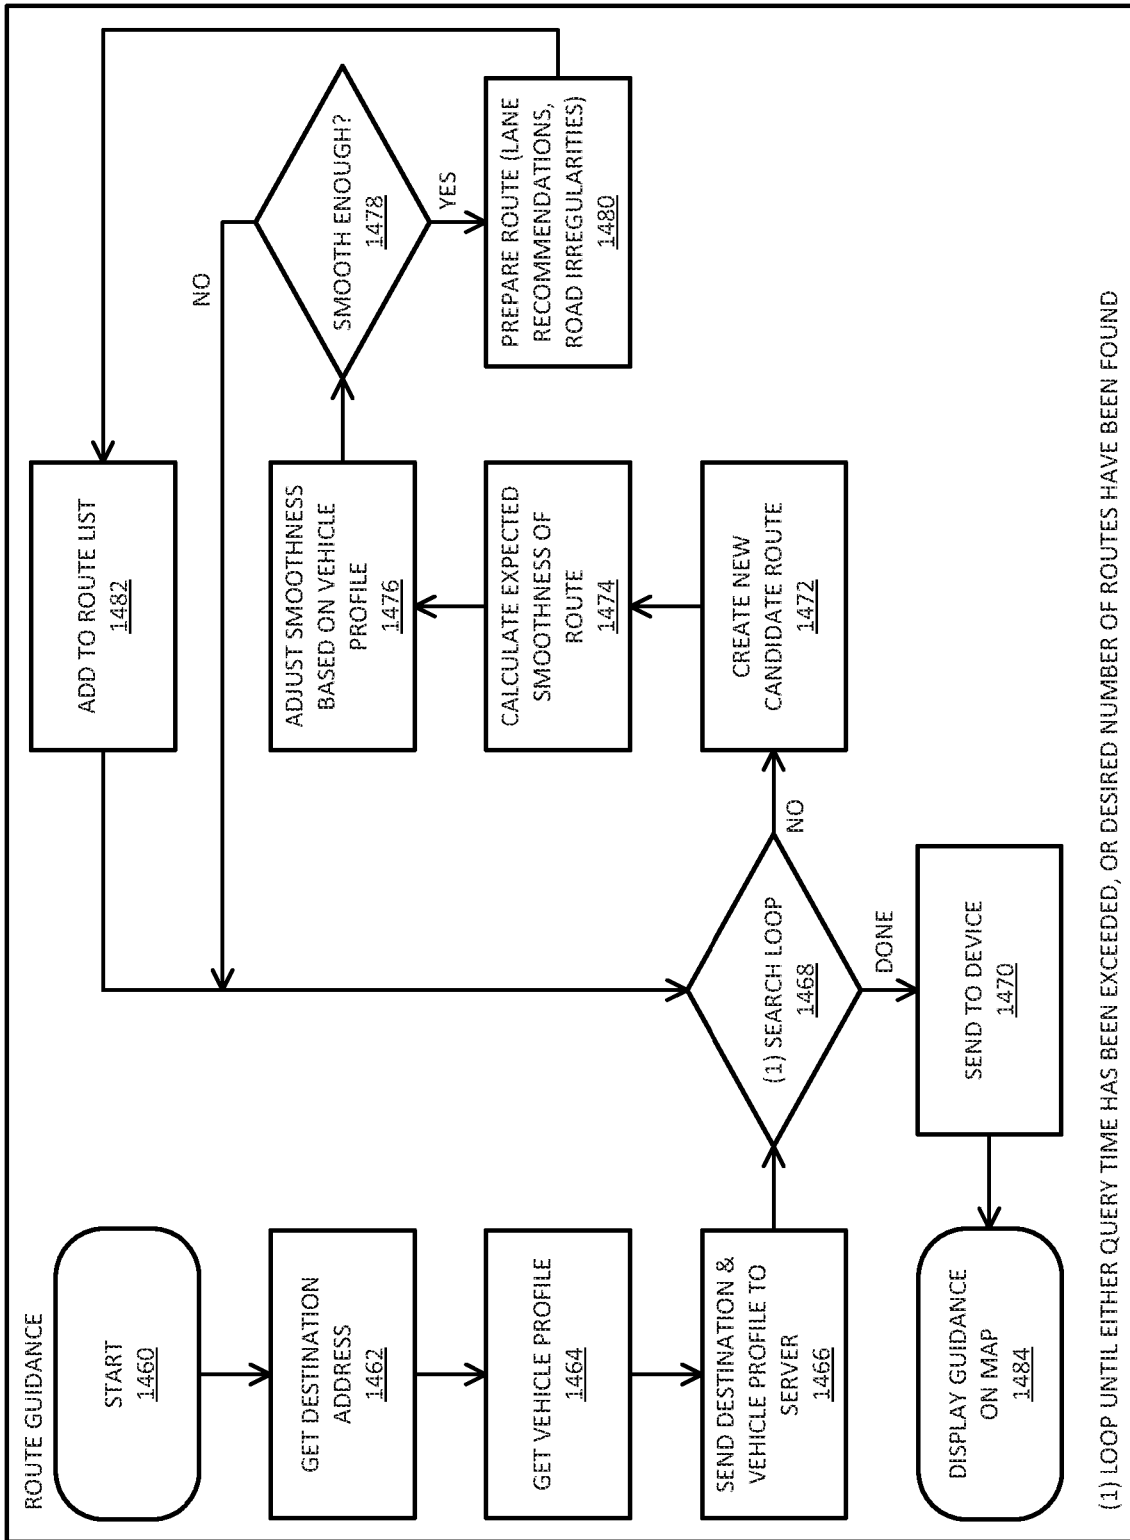 ROUTE GUIDANCE
START
1460
GET DESTINATION
ADDRESS
1462
GET VEHICLE PROFILE
1464
SEND DESTINATION &
VEHICLE PROFILE TO
SERVER
1466
(1) SEARCH LOOP
1468
NO
DONE
SEND TO DEVICE
1470
DISPLAY GUIDANCE
ON MAP
1484
CREATE NEW
CANDIDATE ROUTE
1472
CALCULATE EXPECTED
SMOOTHNESS OF
ROUTE
1474
ADJUST SMOOTHNESS
BASED ON VEHICLE
PROFILE
1476
SMOOTH ENOUGH?
1478
NO
YES
PREPARE ROUTE (LANE
RECOMMENDATIONS,
ROAD IRREGULARITIES)
1480
ADD TO ROUTE LIST
1482
(1) LOOP UNTIL EITHER QUERY TIME HAS BEEN EXCEEDED, OR DESIRED NUMBER OF ROUTES HAVE BEEN FOUND